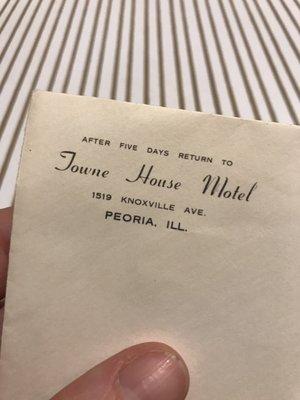 AFTER FIVE DAYS RETURN TO
Towne House Motel
1519 KNOXVILLE AVE.
PEORIA, ILL.